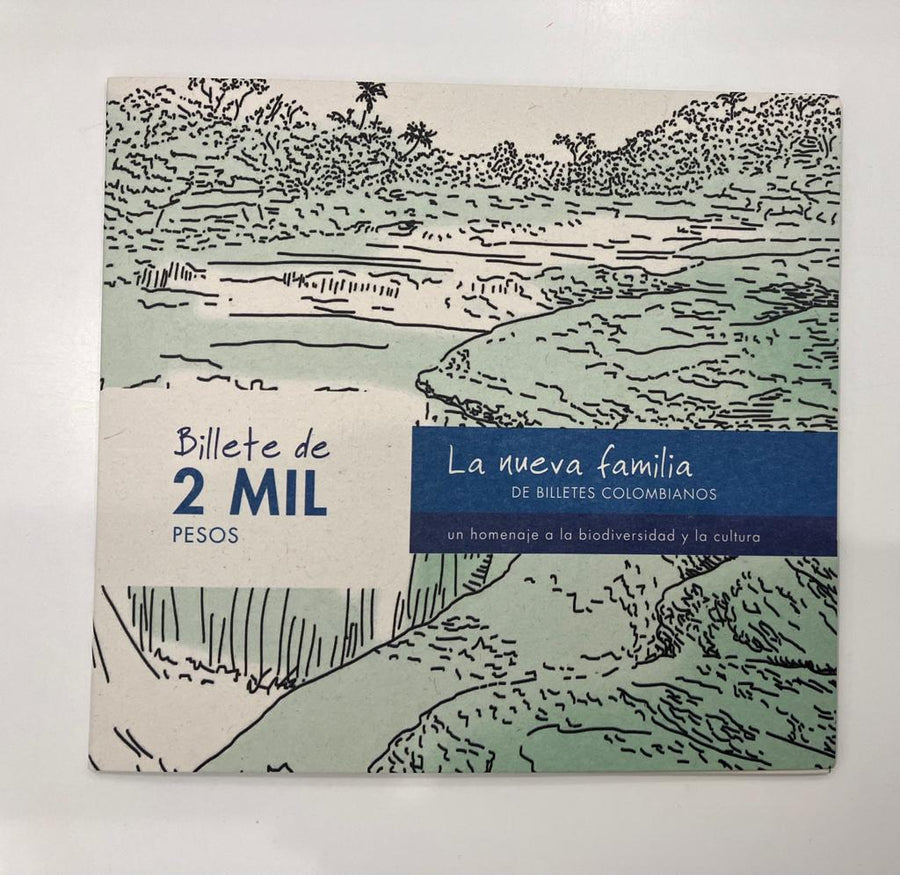 Billete de
2 MIL
PESOS
La nueva familia
DE BILLETES COLOMBIANOS
un homenaje a la biodiversidad y la cultura